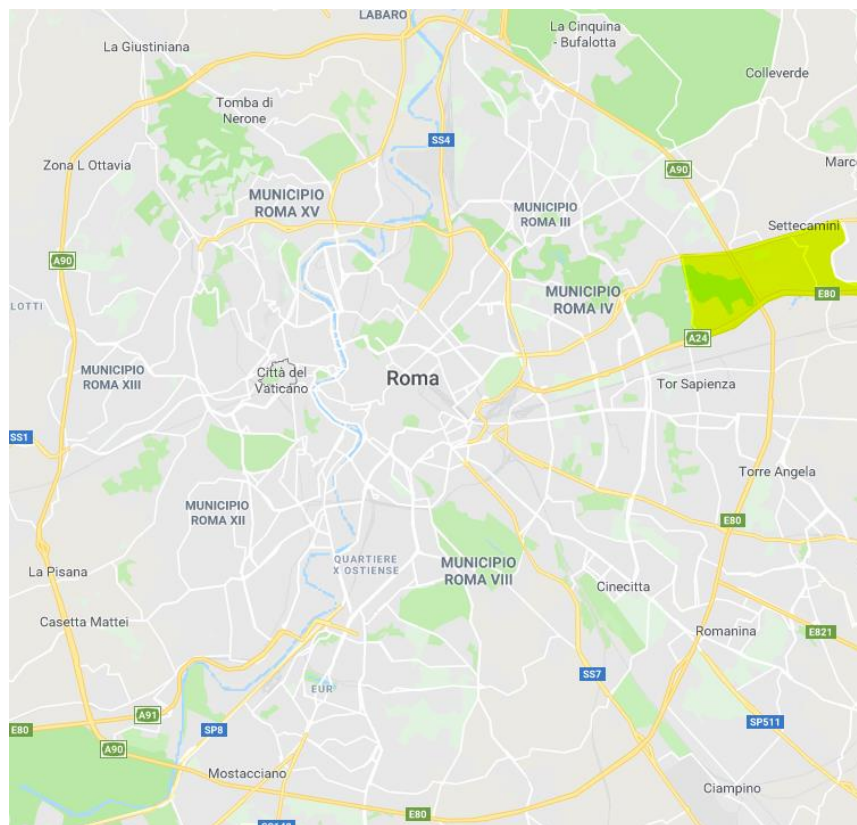 LABARO
La Giustiniana
La Cinquina
- Bufalotta
Colleverde
Tomba di
Nerone
SS4
Zona L Ottavia
A90
Marco
MUNICIPIO
ROMA XV
MUNICIPIO
ROMA III
Settecamini
A90
LOTTI
MUNICIPIO
ROMA IV
E80
A24
MUNICIPIO
ROMA XIII
Città del
Vaticano
Roma
Tor Sapienza
SS1
Torre Angela
MUNICIPIO
ROMA XII
E80
QUARTIERE
X OSTIENSE
MUNICIPIO
ROMA VIII
La Pisana
Cinecitta
Casetta Mattei
Romanina
E821
SS7
EUR
A91
E80
SP8
SP511
A90
Mostacciano
Ciampino
E80